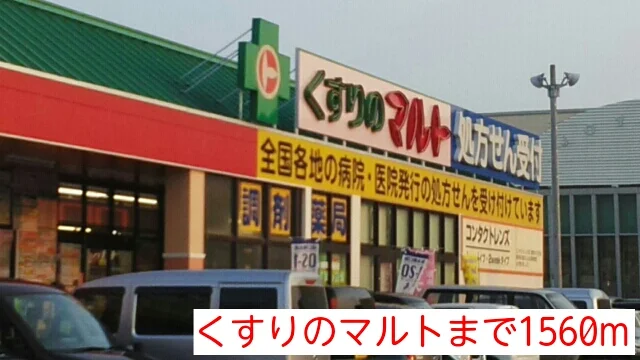 くすりのマルト
処方せん受付
全国各地の病院・医院発行の処方せんを受け付けています
調剤薬局
コンタクトレンズ
くすりのマルトまで1560m